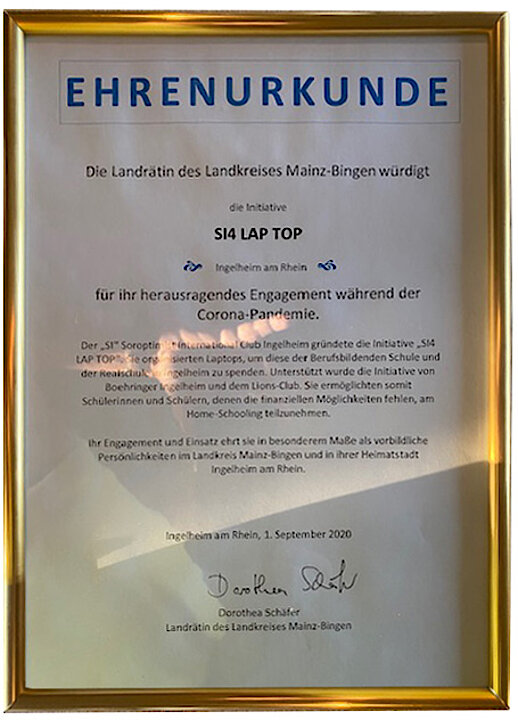 EHRENURKUNDE
Die Landrätin des Landkreises Mainz-Bingen würdigt
die Initiative
SI4 LAP TOP
Ingelheim am Rhein
für ihr herausragendes Engagement während der
Corona-Pandemie.
Der „SI" Soroptimist International Club Ingelheim gründete die Initiative „SI4
LAP TOP". Sie organisierten Laptops, um diese der Berufsbildenden Schule und
der Realschule Ingelheim zu spenden. Unterstützt wurde die Initiative von
Boehringer Ingelheim und dem Lions-Club. Sie ermöglichten somit
Schülerinnen und Schülern, denen die finanziellen Möglichkeiten fehlen, am
Home-Schooling teilzunehmen.
Ihr Engagement und Einsatz ehrt sie in besonderem Maße als vorbildliche
Persönlichkeiten im Landkreis Mainz-Bingen und in ihrer Heimatstadt
Ingelheim am Rhein.
Ingelheim am Rhein, 1. September 2020
Dorothea Schäfer
Dorothea Schäfer
Landrätin des Landkreises Mainz-Bingen